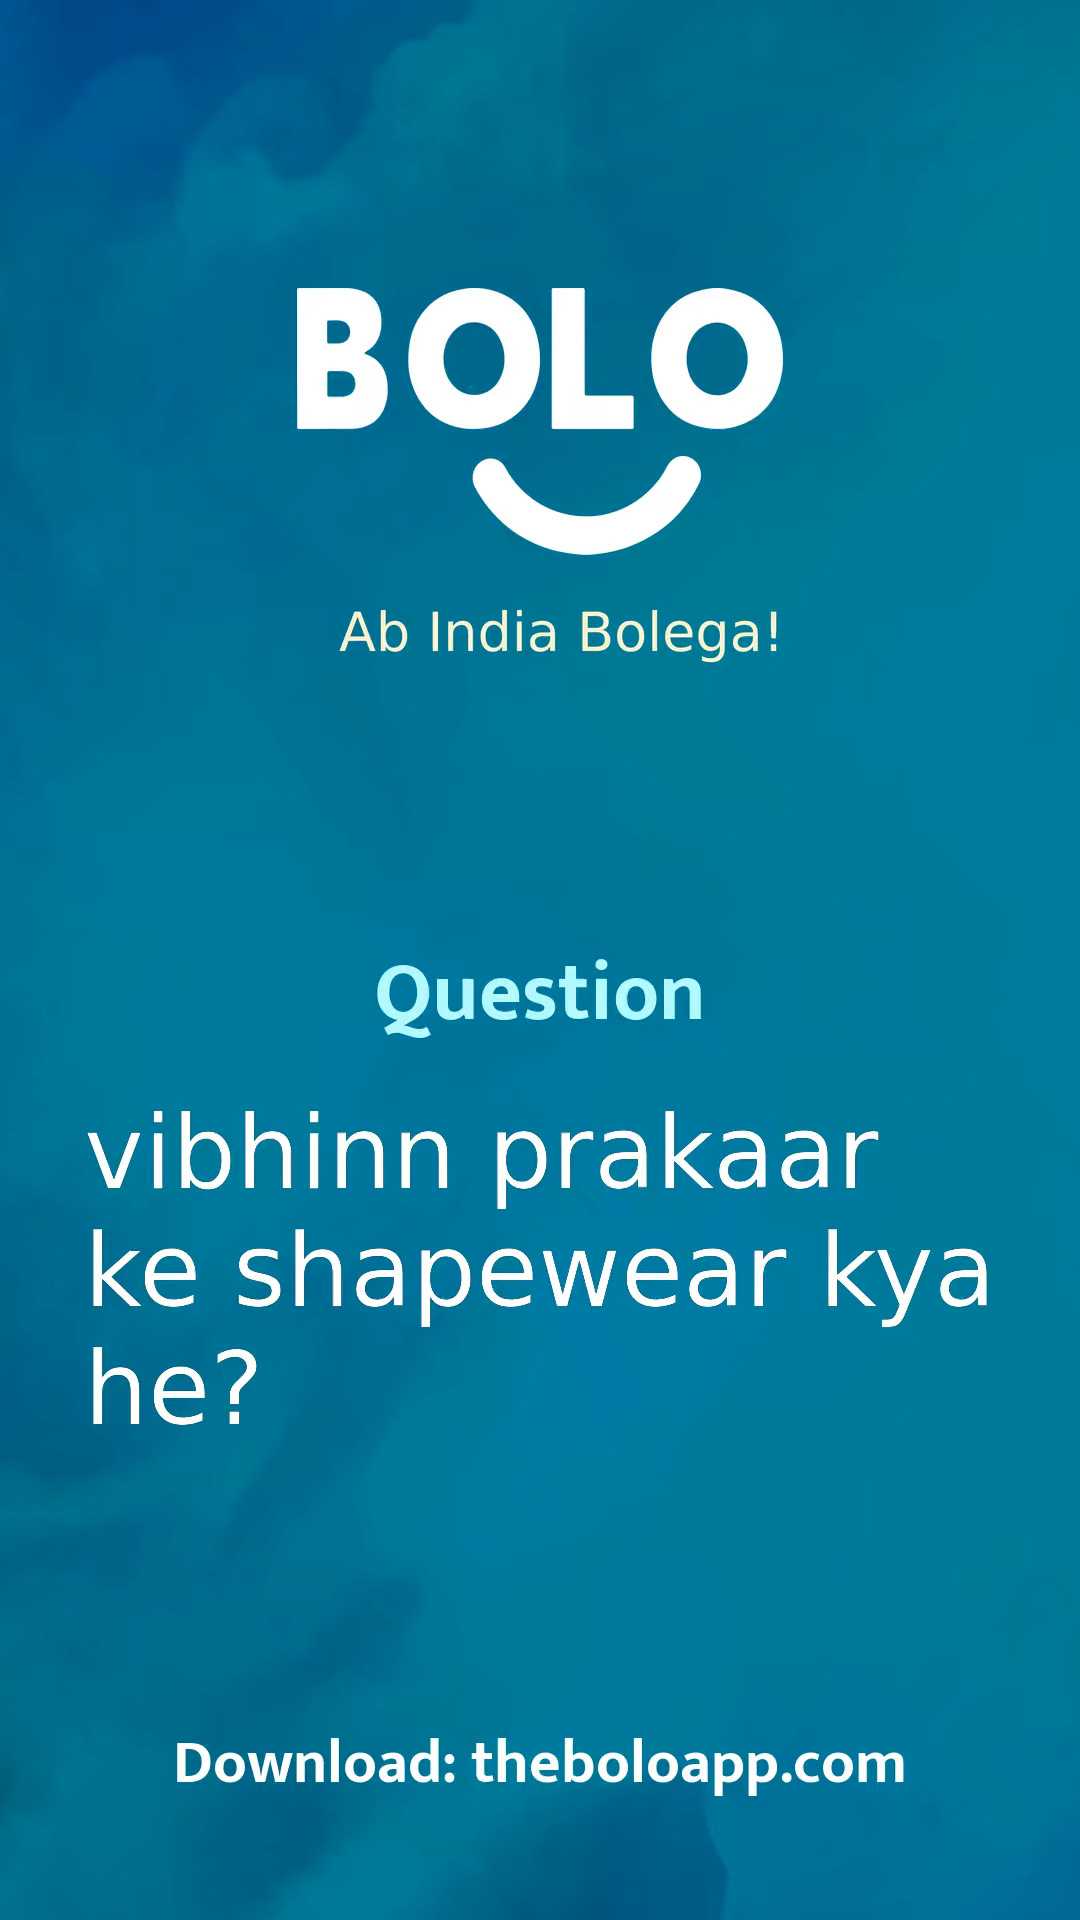 BOLO
Ab India Bolega!
Question
vibhinn prakaar
ke shapewear kya
he?
Download: theboloapp.com